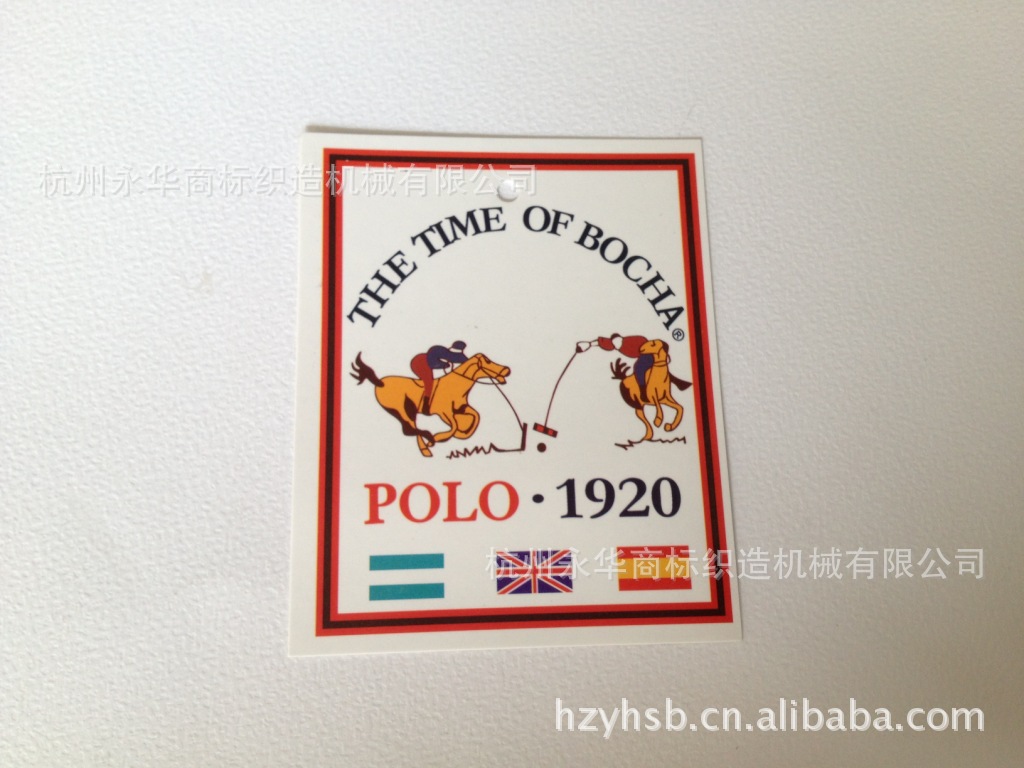 杭州永华商标织造机械有限公司
THE TIME OF BOCHA®
POLO · 1920
杭州永华商标织造机械有限公司
hzyhsb.cn.alibaba.com